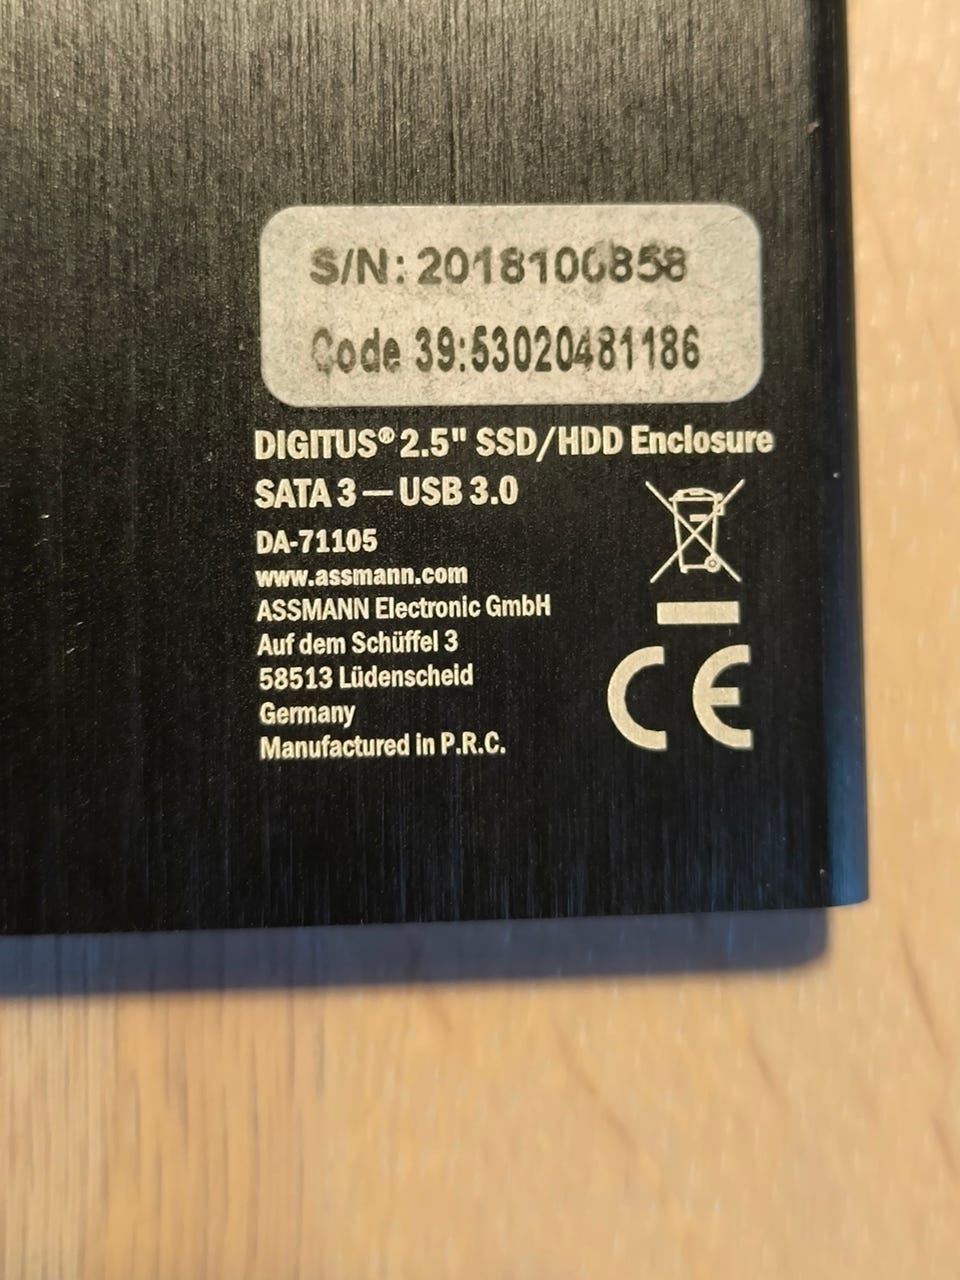 S/N: 2018100858
Code 39:53020481186
DIGITUS® 2.5" SSD/HDD Enclosure
SATA 3 — USB 3.0
DA-71105
www.assmann.com
ASSMANN Electronic GmbH
Auf dem Schüffel 3
58513 Lüdenscheid
Germany
Manufactured in P.R.C.
CE